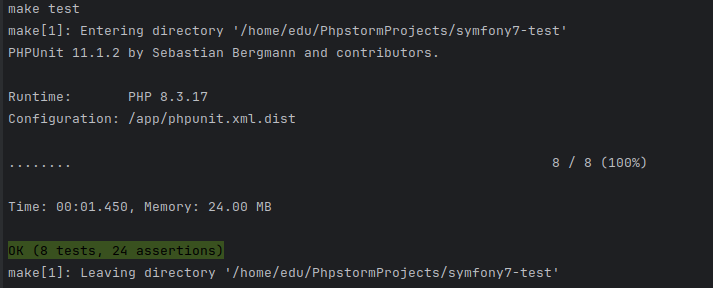 make test
make[1]: Entering directory '/home/edu/PhpstormProjects/symfony7-test'
PHPUnit 11.1.2 by Sebastian Bergmann and contributors.
Runtime:       PHP 8.3.17
Configuration: /app/phpunit.xml.dist
........                                                            8 / 8 (100%)
Time: 00:01.450, Memory: 24.00 MB
OK (8 tests, 24 assertions)
make[1]: Leaving directory '/home/edu/PhpstormProjects/symfony7-test'